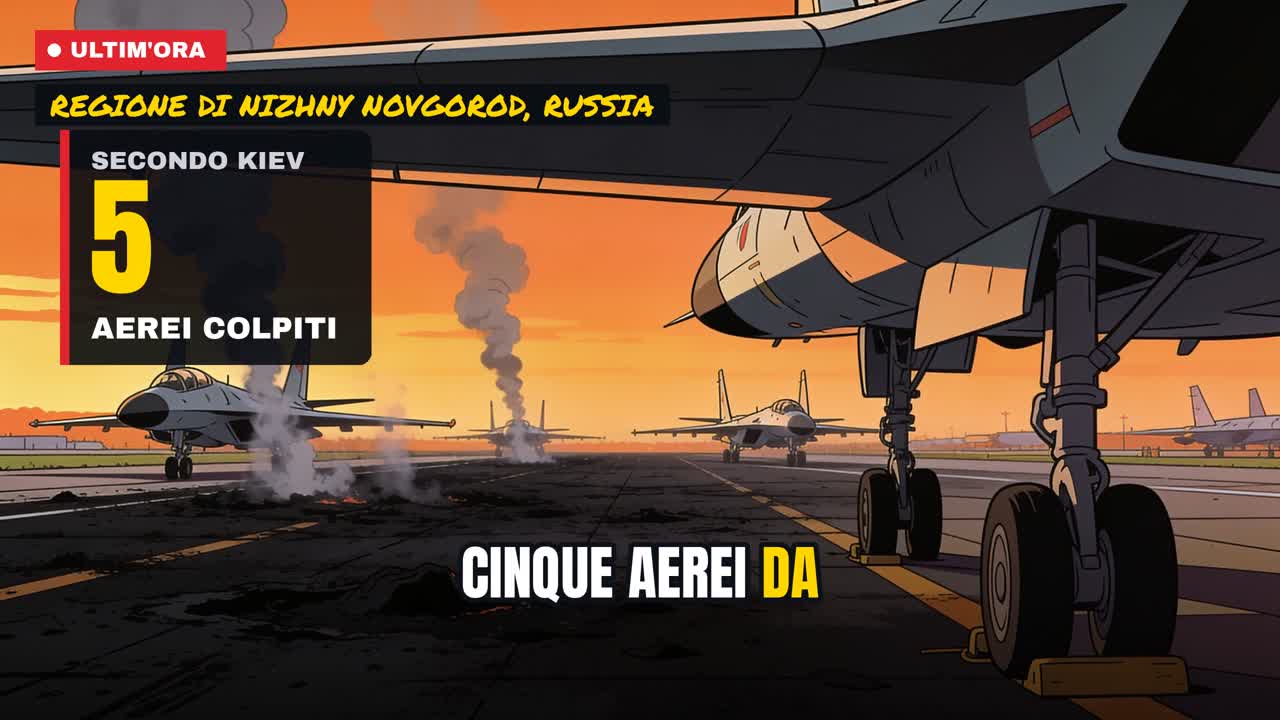 ULTIM'ORA
REGIONE DI NIZHNY NOVGOROD, RUSSIA
SECONDO KIEV
5
AEREI COLPITI
CINQUE AEREI DA